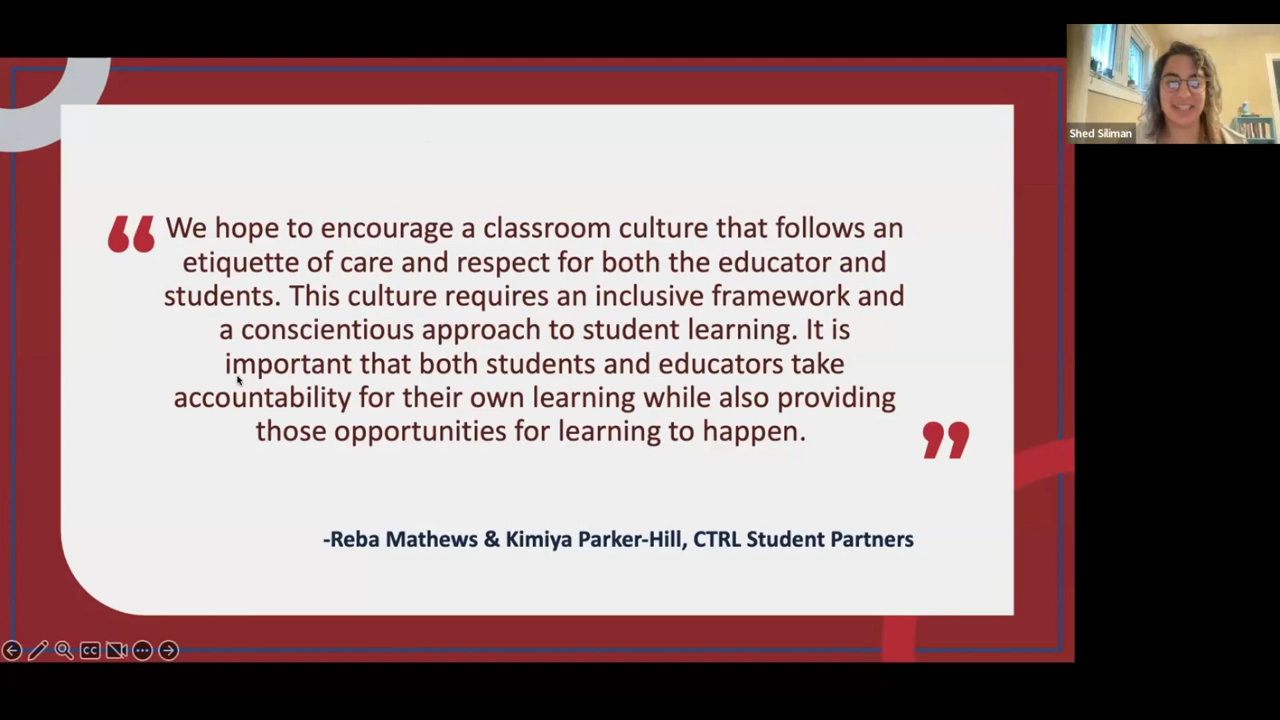 Shed Siliman
“ We hope to encourage a classroom culture that follows an
etiquette of care and respect for both the educator and
students. This culture requires an inclusive framework and
a conscientious approach to student learning. It is
important that both students and educators take
accountability for their own learning while also providing
those opportunities for learning to happen. ”
-Reba Mathews & Kimiya Parker-Hill, CTRL Student Partners
CC